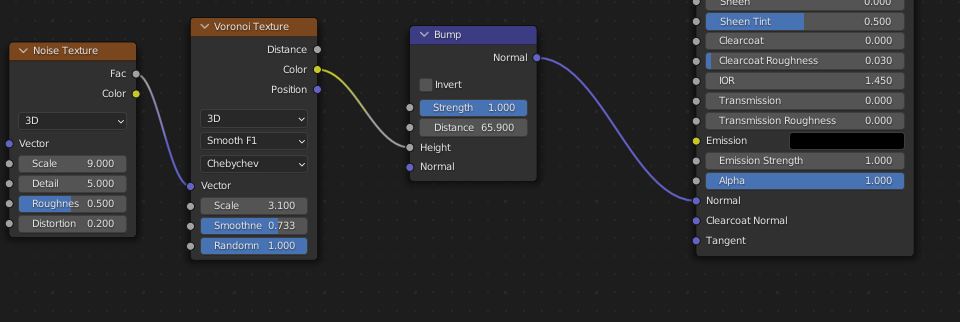 Noise Texture
Fac
Color
3D
Vector
Scale 9.000
Detail 5.000
Roughnes 0.500
Distortion 0.200
Voronoi Texture
Distance
Color
Position
3D
Smooth F1
Chebychev
Vector
Scale 3.100
Smoothne 0.733
Randomn 1.000
Bump
Normal
Invert
Strength 1.000
Distance 65.900
Height
Normal
Sheen 0.000
Sheen Tint 0.500
Clearcoat 0.000
Clearcoat Roughness 0.030
IOR 1.450
Transmission 0.000
Transmission Roughness 0.000
Emission
Emission Strength 1.000
Alpha 1.000
Normal
Clearcoat Normal
Tangent